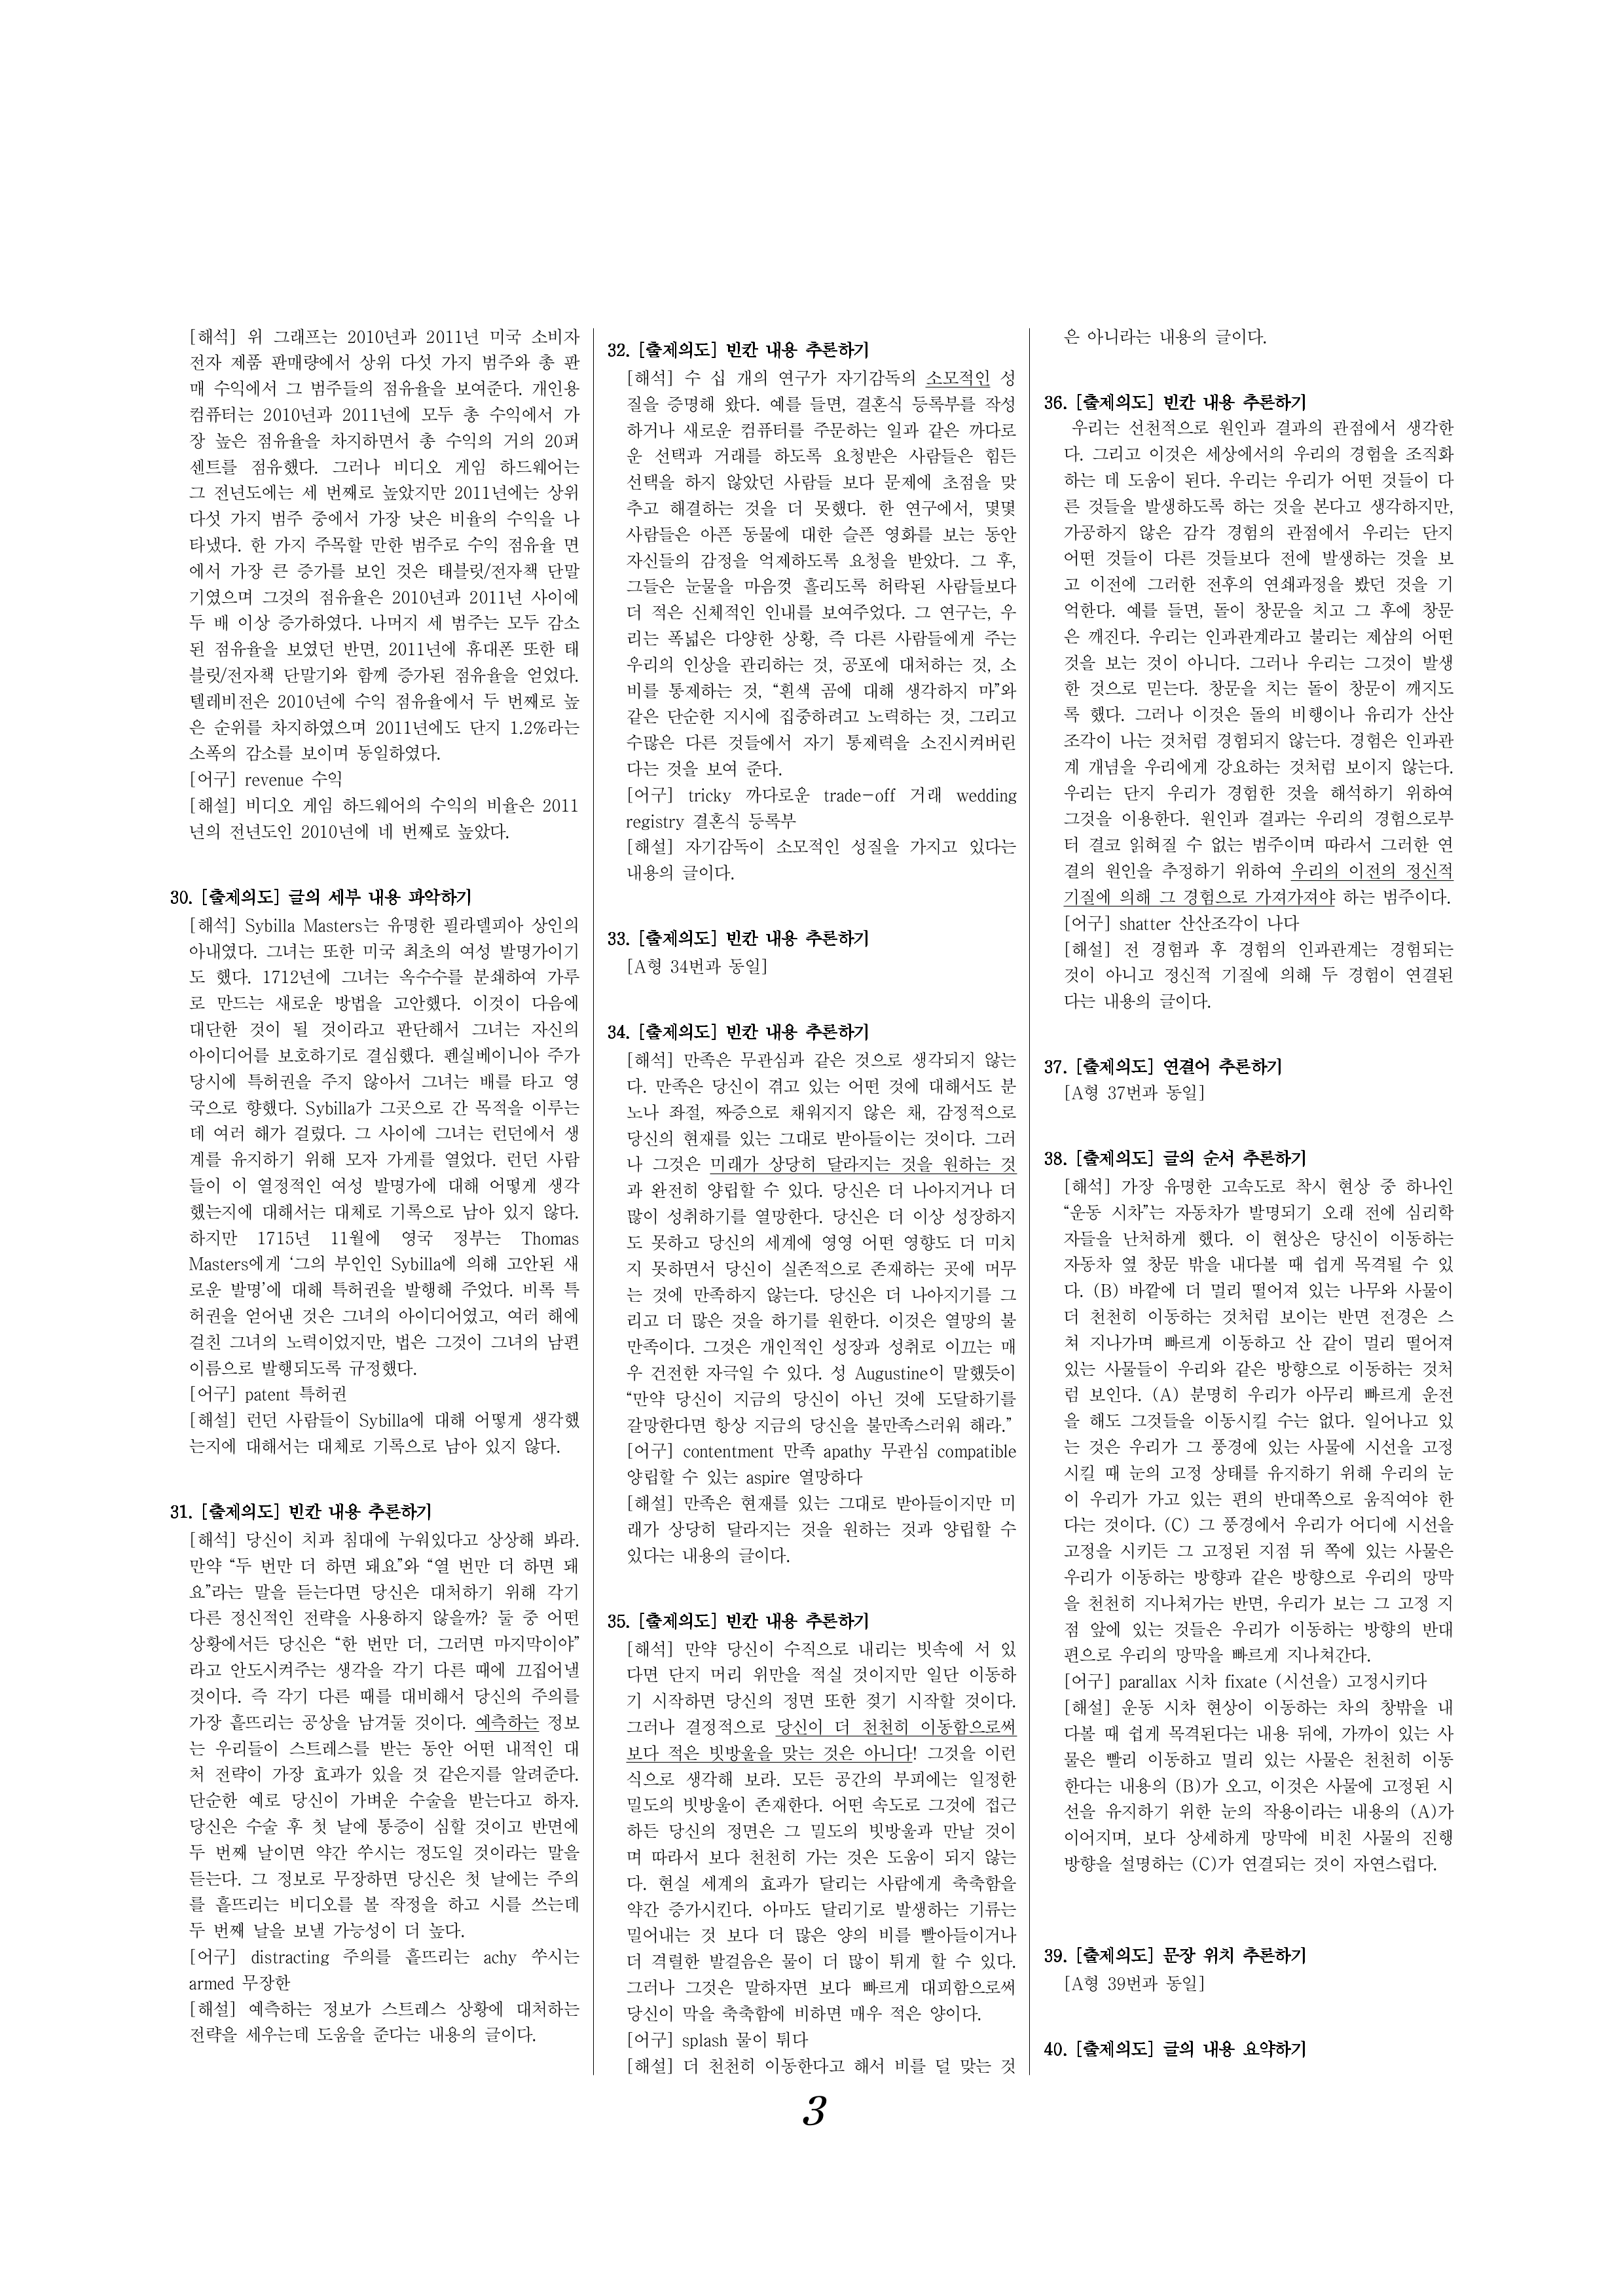 [해석] 위 그래프는 2010년과 2011년 미국 소비자
전자 제품 판매량에서 상위 다섯 가지 범주와 총 판
매 수익에서 그 범주들의 점유율을 보여준다. 개인용
컴퓨터는 2010년과 2011년에 모두 총 수익에서 가
장 높은 점유율을 차지하면서 총 수익의 거의 20퍼
센트를 점유했다. 그러나 비디오 게임 하드웨어는
그 전년도에는 세 번째로 높았지만 2011년에는 상위
다섯 가지 범주 중에서 가장 낮은 비율의 수익을 나
타냈다. 한 가지 주목할 만한 범주로 수익 점유율 면
에서 가장 큰 증가를 보인 것은 태블릿/전자책 단말
기였으며 그것의 점유율은 2010년과 2011년 사이에
두 배 이상 증가하였다. 나머지 세 범주는 모두 감소
된 점유율을 보였던 반면, 2011년에 휴대폰 또한 태
블릿/전자책 단말기와 함께 증가된 점유율을 얻었다.
텔레비전은 2010년에 수익 점유율에서 두 번째로 높
은 순위를 차지하였으며 2011년에도 단지 1.2%라는
소폭의 감소를 보이며 동일하였다.
[어구] revenue 수익
[해설] 비디오 게임 하드웨어의 수익의 비율은 2011
년의 전년도인 2010년에 네 번째로 높았다.
30. [출제의도] 글의 세부 내용 파악하기
[해석] Sybilla Masters는 유명한 필라델피아 상인의
아내였다. 그녀는 또한 미국 최초의 여성 발명가이기
도 했다. 1712년에 그녀는 옥수수를 분쇄하여 가루
로 만드는 새로운 방법을 고안했다. 이것이 다음에
대단한 것이 될 것이라고 판단해서 그녀는 자신의
아이디어를 보호하기로 결심했다. 펜실베이니아 주가
당시에 특허권을 주지 않아서 그녀는 배를 타고 영
국으로 향했다. Sybilla가 그곳으로 간 목적을 이루는
데 여러 해가 걸렸다. 그 사이에 그녀는 런던에서 생
계를 유지하기 위해 모자 가게를 열었다. 런던 사람
들이 이 열정적인 여성 발명가에 대해 어떻게 생각
했는지에 대해서는 대체로 기록으로 남아 있지 않다.
하지만 1715년 11월에 영국 정부는 Thomas
Masters에게 ‘그의 부인인 Sybilla에 의해 고안된 새
로운 발명’에 대해 특허권을 발행해 주었다. 비록 특
허권을 얻어낸 것은 그녀의 아이디어였고, 여러 해에
걸친 그녀의 노력이었지만, 법은 그것이 그녀의 남편
이름으로 발행되도록 규정했다.
[어구] patent 특허권
[해설] 런던 사람들이 Sybilla에 대해 어떻게 생각했
는지에 대해서는 대체로 기록으로 남아 있지 않다.
31. [출제의도] 빈칸 내용 추론하기
[해석] 당신이 치과 침대에 누워있다고 상상해 봐라.
만약 “두 번만 더 하면 돼요”와 “열 번만 더 하면 돼
요”라는 말을 듣는다면 당신은 대처하기 위해 각기
다른 정신적인 전략을 사용하지 않을까? 둘 중 어떤
상황에서든 당신은 “한 번만 더, 그러면 마지막이야”
라고 안도시켜주는 생각을 각기 다른 때에 끄집어낼
것이다. 즉 각기 다른 때를 대비해서 당신의 주의를
가장 흩뜨리는 공상을 남겨둘 것이다. 예측하는 정보
는 우리들이 스트레스를 받는 동안 어떤 내적인 대
처 전략이 가장 효과가 있을 것 같은지를 알려준다.
단순한 예로 당신이 가벼운 수술을 받는다고 하자.
당신은 수술 후 첫 날에 통증이 심할 것이고 반면에
두 번째 날이면 약간 쑤시는 정도일 것이라는 말을
듣는다. 그 정보로 무장하면 당신은 첫 날에는 주의
를 흩뜨리는 비디오를 볼 작정을 하고 시를 쓰는데
두 번째 날을 보낼 가능성이 더 높다.
[어구] distracting 주의를 흩뜨리는 achy 쑤시는
armed 무장한
[해설] 예측하는 정보가 스트레스 상황에 대처하는
전략을 세우는데 도움을 준다는 내용의 글이다.
32. [출제의도] 빈칸 내용 추론하기
[해석] 수 십 개의 연구가 자기감독의 소모적인 성
질을 증명해 왔다. 예를 들면, 결혼식 등록부를 작성
하거나 새로운 컴퓨터를 주문하는 일과 같은 까다로
운 선택과 거래를 하도록 요청받은 사람들은 힘든
선택을 하지 않았던 사람들 보다 문제에 초점을 맞
추고 해결하는 것을 더 못했다. 한 연구에서, 몇몇
사람들은 아픈 동물에 대한 슬픈 영화를 보는 동안
자신들의 감정을 억제하도록 요청을 받았다. 그 후,
그들은 눈물을 마음껏 흘리도록 허락된 사람들보다
더 적은 신체적인 인내를 보여주었다. 그 연구는, 우
리는 폭넓은 다양한 상황, 즉 다른 사람들에게 주는
우리의 인상을 관리하는 것, 공포에 대처하는 것, 소
비를 통제하는 것, “흰색 곰에 대해 생각하지 마”와
같은 단순한 지시에 집중하려고 노력하는 것, 그리고
수많은 다른 것들에서 자기 통제력을 소진시켜버린
다는 것을 보여 준다.
[어구] tricky 까다로운 trade-off 거래 wedding
registry 결혼식 등록부
[해설] 자기감독이 소모적인 성질을 가지고 있다는
내용의 글이다.
33. [출제의도] 빈칸 내용 추론하기
[A형 34번과 동일]
34. [출제의도] 빈칸 내용 추론하기
[해석] 만족은 무관심과 같은 것으로 생각되지 않는
다. 만족은 당신이 겪고 있는 어떤 것에 대해서도 분
노나 좌절, 짜증으로 채워지지 않은 채, 감정적으로
당신의 현재를 있는 그대로 받아들이는 것이다. 그러
나 그것은 미래가 상당히 달라지는 것을 원하는 것
과 완전히 양립할 수 있다. 당신은 더 나아지거나 더
많이 성취하기를 열망한다. 당신은 더 이상 성장하지
도 못하고 당신의 세계에 영영 어떤 영향도 더 미치
지 못하면서 당신이 실존적으로 존재하는 곳에 머무
는 것에 만족하지 않는다. 당신은 더 나아지기를 그
리고 더 많은 것을 하기를 원한다. 이것은 열망의 불
만족이다. 그것은 개인적인 성장과 성취로 이끄는 매
우 건전한 자극일 수 있다. 성 Augustine이 말했듯이
“만약 당신이 지금의 당신이 아닌 것에 도달하기를
갈망한다면 항상 지금의 당신을 불만족스러워 해라.”
[어구] contentment 만족 apathy 무관심 compatible
양립할 수 있는 aspire 열망하다
[해설] 만족은 현재를 있는 그대로 받아들이지만 미
래가 상당히 달라지는 것을 원하는 것과 양립할 수
있다는 내용의 글이다.
35. [출제의도] 빈칸 내용 추론하기
[해석] 만약 당신이 수직으로 내리는 빗속에 서 있
다면 단지 머리 위만을 적실 것이지만 일단 이동하
기 시작하면 당신의 정면 또한 젖기 시작할 것이다.
그러나 결정적으로 당신이 더 천천히 이동함으로써
보다 적은 빗방울을 맞는 것은 아니다! 그것을 이런
식으로 생각해 보라. 모든 공간의 부피에는 일정한
밀도의 빗방울이 존재한다. 어떤 속도로 그것에 접근
하든 당신의 정면은 그 밀도의 빗방울과 만날 것이
며 따라서 보다 천천히 가는 것은 도움이 되지 않는
다. 현실 세계의 효과가 달리는 사람에게 축축함을
약간 증가시킨다. 아마도 달리기로 발생하는 기류는
밀어내는 것 보다 더 많은 양의 비를 빨아들이거나
더 격렬한 발걸음은 물이 더 많이 튀게 할 수 있다.
그러나 그것은 말하자면 보다 빠르게 대피함으로써
당신이 막을 축축함에 비하면 매우 적은 양이다.
[어구] splash 물이 튀다
[해설] 더 천천히 이동한다고 해서 비를 덜 맞는 것
은 아니라는 내용의 글이다.
36. [출제의도] 빈칸 내용 추론하기
우리는 선천적으로 원인과 결과의 관점에서 생각한
다. 그리고 이것은 세상에서의 우리의 경험을 조직화
하는 데 도움이 된다. 우리는 우리가 어떤 것들이 다
른 것들을 발생하도록 하는 것을 본다고 생각하지만,
가공하지 않은 감각 경험의 관점에서 우리는 단지
어떤 것들이 다른 것들보다 전에 발생하는 것을 보
고 이전에 그러한 전후의 연쇄과정을 봤던 것을 기
억한다. 예를 들면, 돌이 창문을 치고 그 후에 창문
은 깨진다. 우리는 인과관계라고 불리는 제삼의 어떤
것을 보는 것이 아니다. 그러나 우리는 그것이 발생
한 것으로 믿는다. 창문을 치는 돌이 창문이 깨지도
록 했다. 그러나 이것은 돌의 비행이나 유리가 산산
조각이 나는 것처럼 경험되지 않는다. 경험은 인과관
계 개념을 우리에게 강요하는 것처럼 보이지 않는다.
우리는 단지 우리가 경험한 것을 해석하기 위하여
그것을 이용한다. 원인과 결과는 우리의 경험으로부
터 결코 읽혀질 수 없는 범주이며 따라서 그러한 연
결의 원인을 추정하기 위하여 우리의 이전의 정신적
기질에 의해 그 경험으로 가져가져야 하는 범주이다.
[어구] shatter 산산조각이 나다
[해설] 전 경험과 후 경험의 인과관계는 경험되는
것이 아니고 정신적 기질에 의해 두 경험이 연결된
다는 내용의 글이다.
37. [출제의도] 연결어 추론하기
[A형 37번과 동일]
38. [출제의도] 글의 순서 추론하기
[해석] 가장 유명한 고속도로 착시 현상 중 하나인
“운동 시차”는 자동차가 발명되기 오래 전에 심리학
자들을 난처하게 했다. 이 현상은 당신이 이동하는
자동차 옆 창문 밖을 내다볼 때 쉽게 목격될 수 있
다. (B) 바깥에 더 멀리 떨어져 있는 나무와 사물이
더 천천히 이동하는 것처럼 보이는 반면 전경은 스
쳐 지나가며 빠르게 이동하고 산 같이 멀리 떨어져
있는 사물들이 우리와 같은 방향으로 이동하는 것처
럼 보인다. (A) 분명히 우리가 아무리 빠르게 운전
을 해도 그것들을 이동시킬 수는 없다. 일어나고 있
는 것은 우리가 그 풍경에 있는 사물에 시선을 고정
시킬 때 눈의 고정 상태를 유지하기 위해 우리의 눈
이 우리가 가고 있는 편의 반대쪽으로 움직여야 한
다는 것이다. (C) 그 풍경에서 우리가 어디에 시선을
고정을 시키든 그 고정된 지점 뒤 쪽에 있는 사물은
우리가 이동하는 방향과 같은 방향으로 우리의 망막
을 천천히 지나쳐가는 반면, 우리가 보는 그 고정 지
점 앞에 있는 것들은 우리가 이동하는 방향의 반대
편으로 우리의 망막을 빠르게 지나쳐간다.
[어구] parallax 시차 fixate (시선을) 고정시키다
[해설] 운동 시차 현상이 이동하는 차의 창밖을 내
다볼 때 쉽게 목격된다는 내용 뒤에, 가까이 있는 사
물은 빨리 이동하고 멀리 있는 사물은 천천히 이동
한다는 내용의 (B)가 오고, 이것은 사물에 고정된 시
선을 유지하기 위한 눈의 작용이라는 내용의 (A)가
이어지며, 보다 상세하게 망막에 비친 사물의 진행
방향을 설명하는 (C)가 연결되는 것이 자연스럽다.
39. [출제의도] 문장 위치 추론하기
[A형 39번과 동일]
40. [출제의도] 글의 내용 요약하기
3